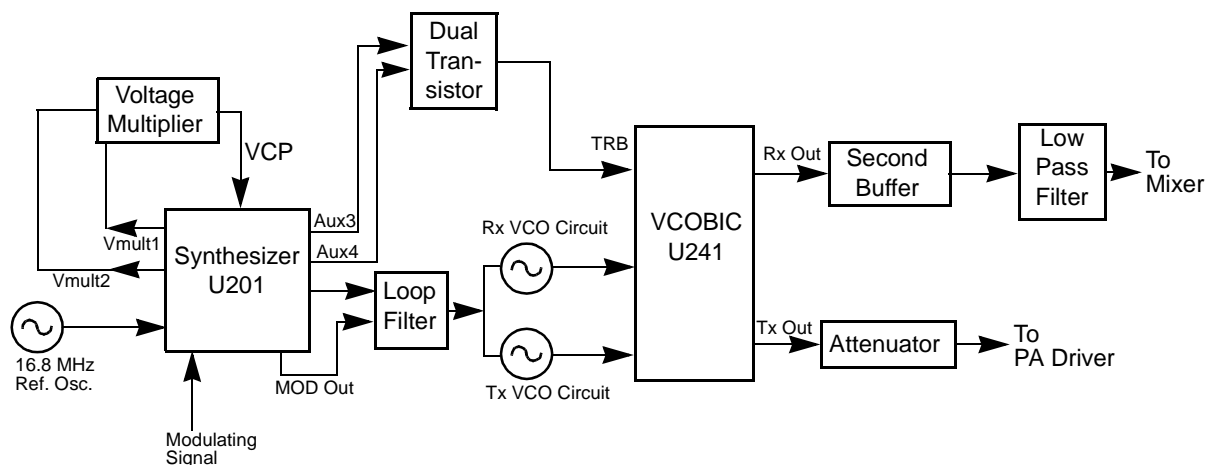 Dual
Tran-
sistor
Voltage
Multiplier
VCP
TRB
Rx Out
Second
Buffer
Low
Pass
Filter
To
Mixer
Vmult1
Vmult2
Synthesizer
U201
Aux3
Aux4
Rx VCO Circuit
VCOBIC
U241
Loop
Filter
Tx Out
Attenuator
To
PA Driver
16.8 MHz
Ref. Osc.
MOD Out
Tx VCO Circuit
Modulating
Signal